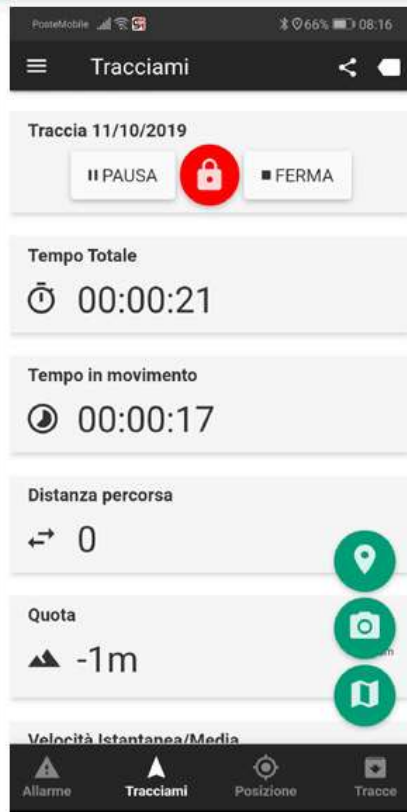 PosteMobile 66% 08:16
Tracciami
Traccia 11/10/2019
PAUSA FERMA
Tempo Totale
00:00:21
Tempo in movimento
00:00:17
Distanza percorsa
0
Quota
-1m
m
Velocità Istantanea/Media
Allarme Tracciami Posizione Tracce